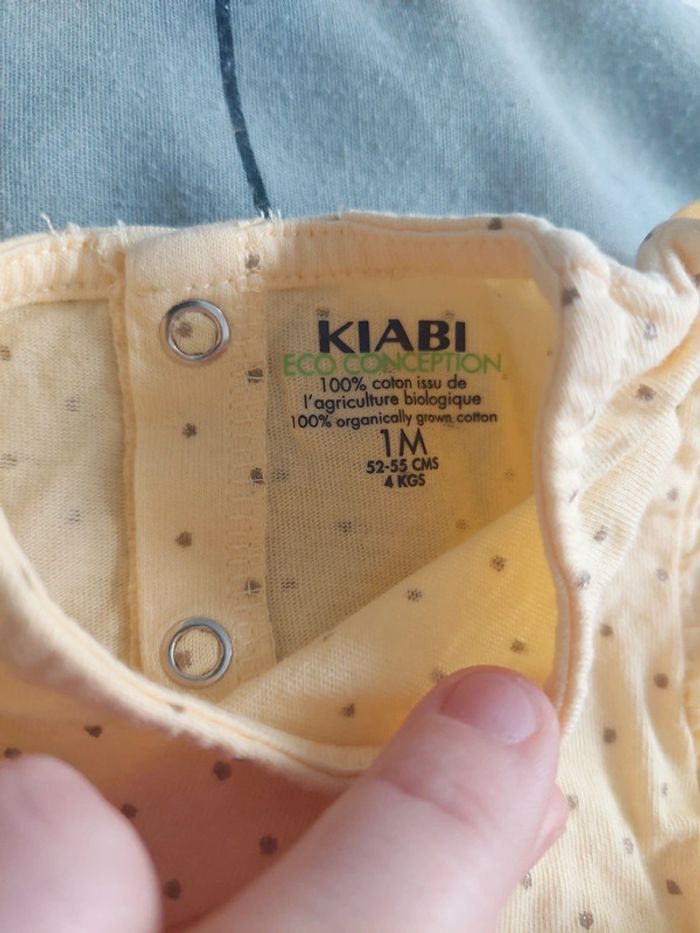 KIABI
ECO CONCEPTION
100% coton issu de
l'agriculture biologique
100% organically grown cotton
1M
52-55 CMS
4 KGS